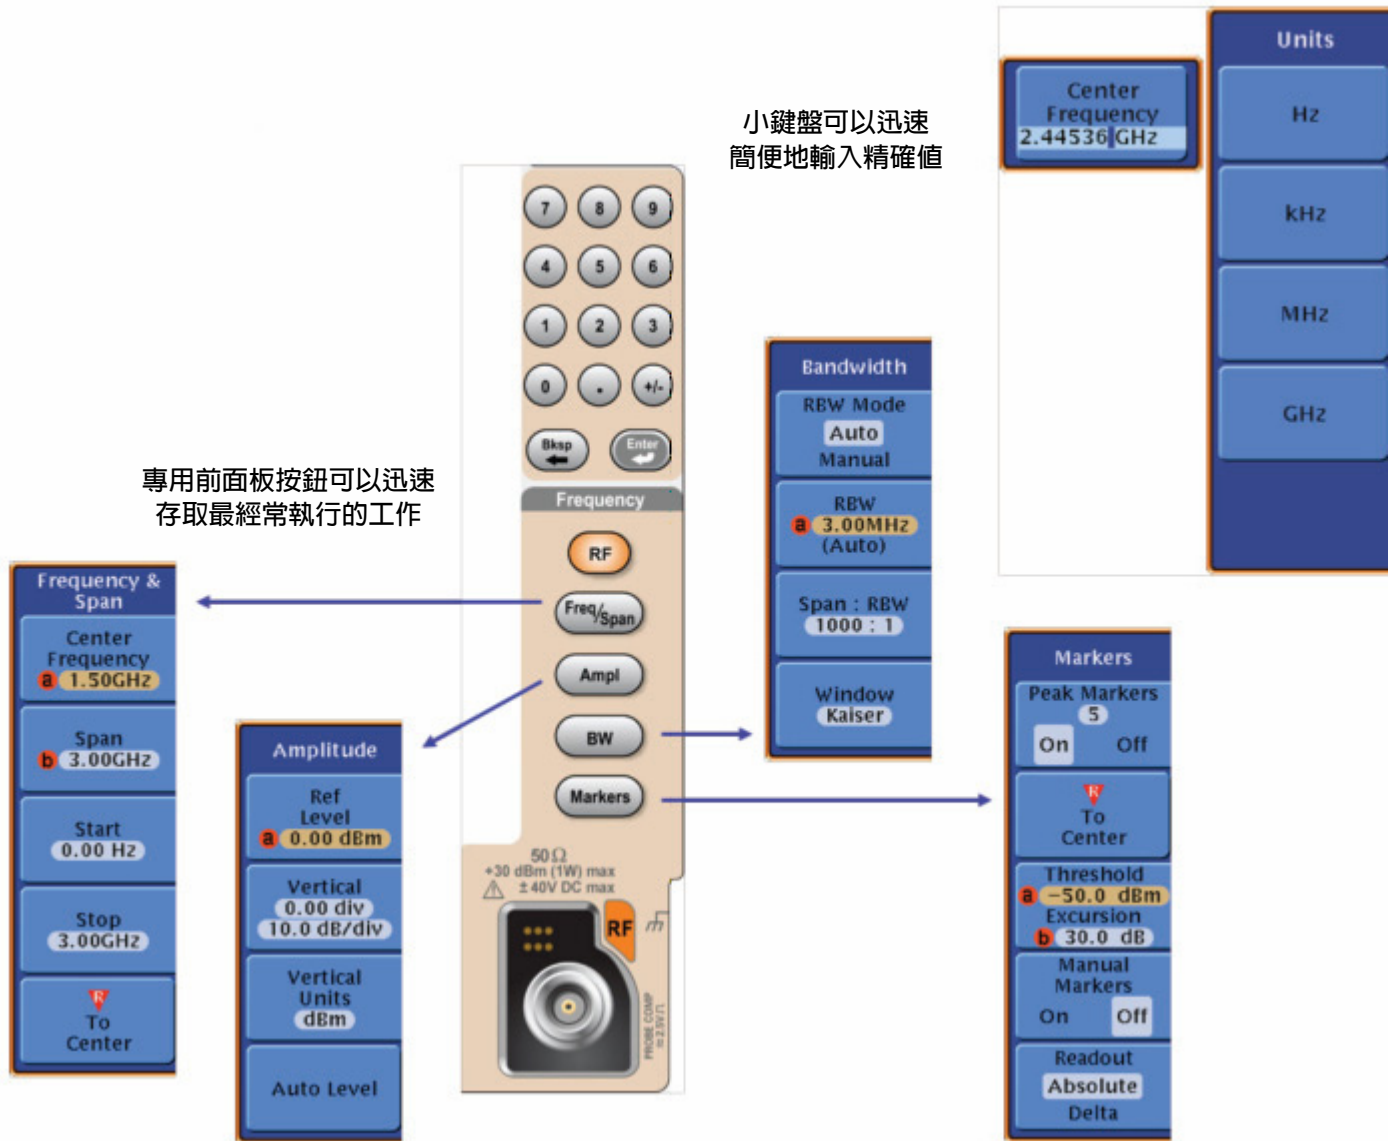 Units
Hz
kHz
MHz
GHz
Center
Frequency
2.44536 GHz
小鍵盤可以迅速
簡便地輸入精確值
7 8 9
4 5 6
1 2 3
0 . +/-
Bksp Enter
Frequency
RF
Freq/Span
Ampl
BW
Markers
50Ω
+30 dBm (1W) max
±40V DC max
RF
PROBE COMP
≂ 2.5V
專用前面板按鈕可以迅速
存取最經常執行的工作
Frequency &
Span
Center
Frequency
a 1.50GHz
Span
b 3.00GHz
Start
0.00 Hz
Stop
3.00GHz
R
To
Center
Amplitude
Ref
Level
a 0.00 dBm
Vertical
0.00 div
10.0 dB/div
Vertical
Units
dBm
Auto Level
Bandwidth
RBW Mode
Auto
Manual
RBW
a 3.00MHz
(Auto)
Span : RBW
1000 : 1
Window
Kaiser
Markers
Peak Markers
5
On Off
R
To
Center
Threshold
a -50.0 dBm
Excursion
b 30.0 dB
Manual
Markers
On Off
Readout
Absolute
Delta